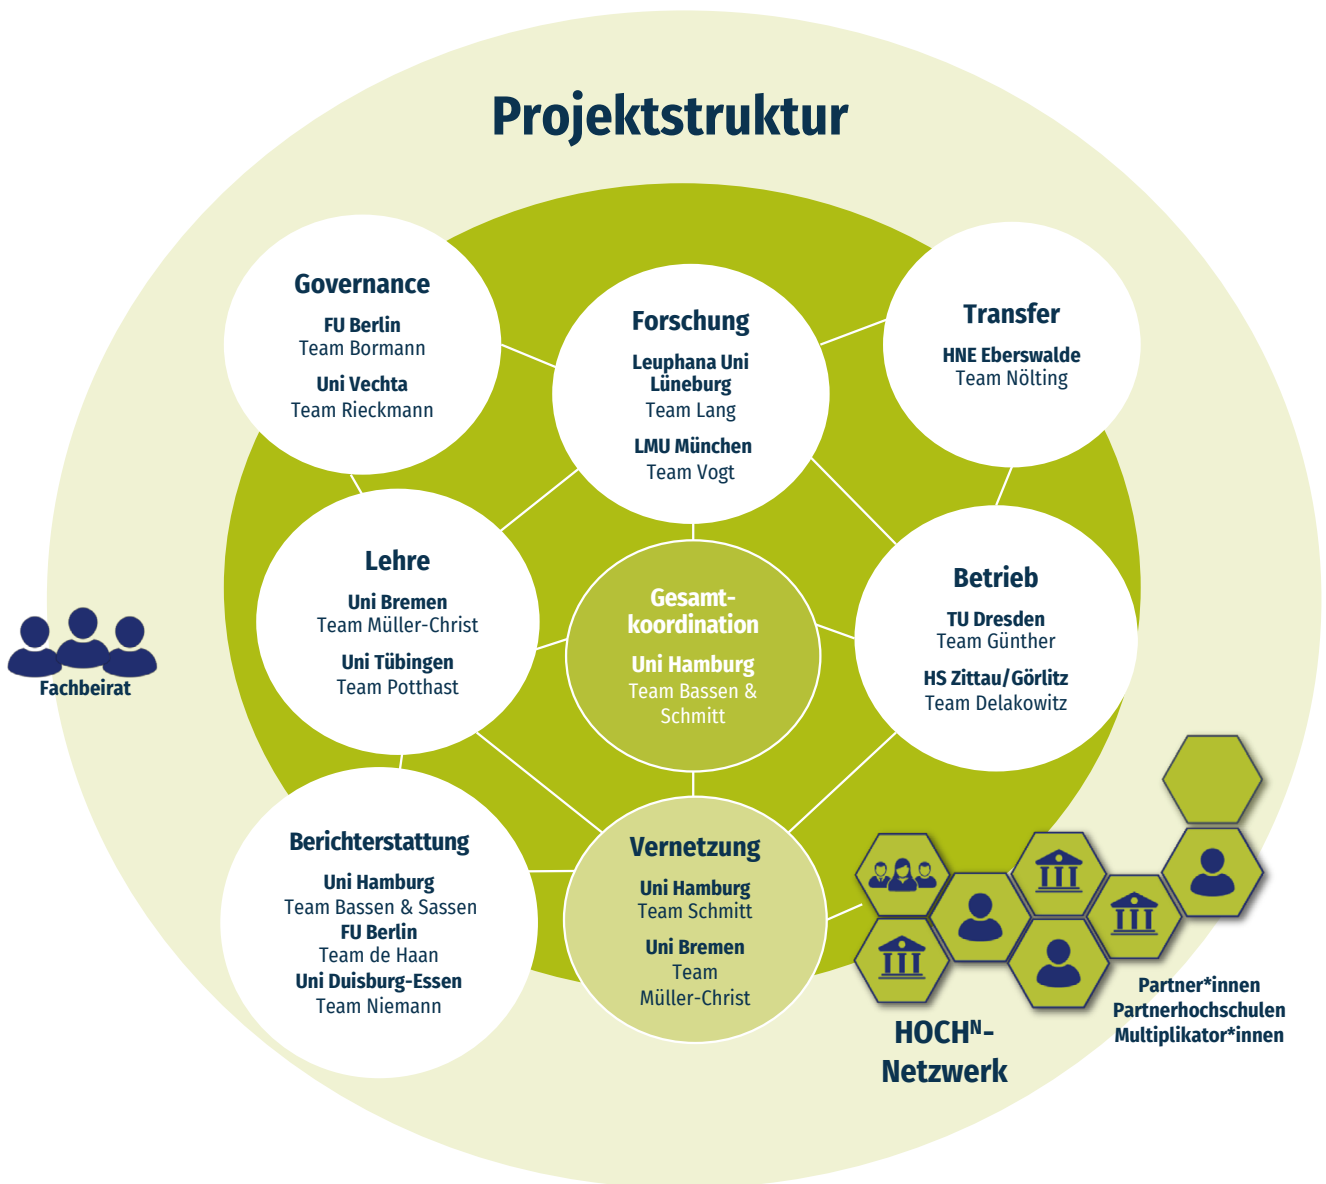 Projektstruktur
Governance
FU Berlin
Team Bormann
Uni Vechta
Team Rieckmann
Forschung
Leuphana Uni
Lüneburg
Team Lang
LMU München
Team Vogt
Transfer
HNE Eberswalde
Team Nölting
Lehre
Uni Bremen
Team Müller-Christ
Uni Tübingen
Team Potthast
Gesamt-
koordination
Uni Hamburg
Team Bassen &
Schmitt
Betrieb
TU Dresden
Team Günther
HS Zittau/Görlitz
Team Delakowitz
Fachbeirat
Berichterstattung
Uni Hamburg
Team Bassen & Sassen
FU Berlin
Team de Haan
Uni Duisburg-Essen
Team Niemann
Vernetzung
Uni Hamburg
Team Schmitt
Uni Bremen
Team
Müller-Christ
HOCHᴺ-
Netzwerk
Partner*innen
Partnerhochschulen
Multiplikator*innen